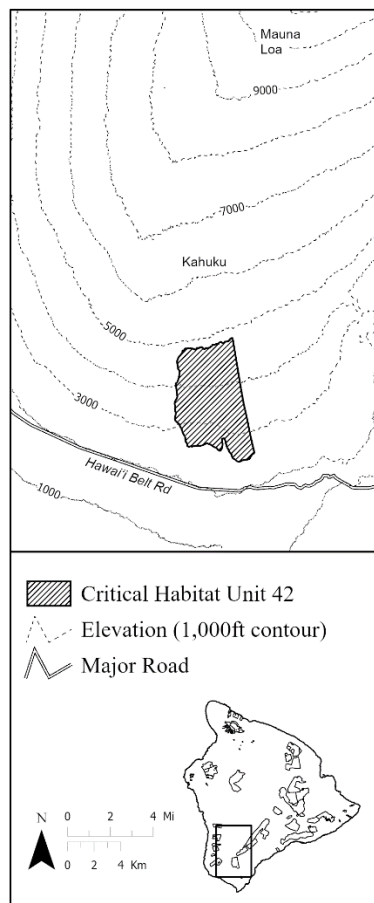 Mauna
Loa
9000
7000
Kahuku
5000
3000
Hawai'i Belt Rd
1000
Critical Habitat Unit 42
Elevation (1,000ft contour)
Major Road
N
0 2 4 Mi
0 2 4 Km